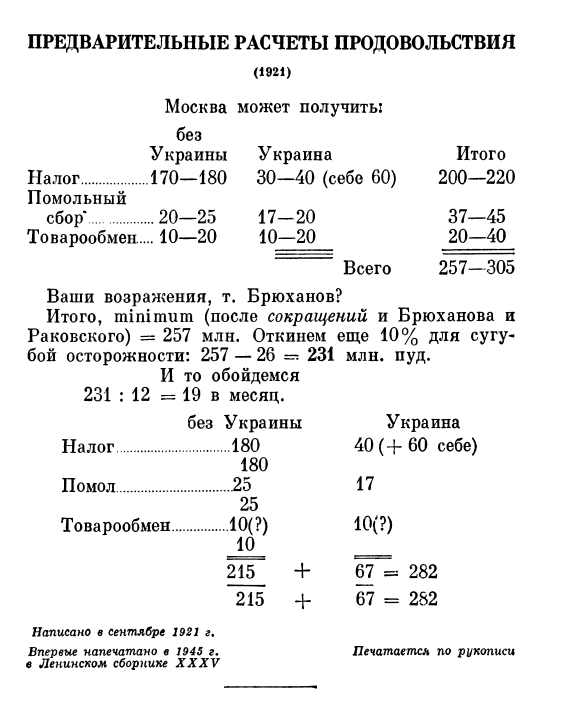 ПРЕДВАРИТЕЛЬНЫЕ РАСЧЕТЫ ПРОДОВОЛЬСТВИЯ
(1921)
Москва может получить:
без
Украины Украина Итого
Налог...............170—180 30—40 (себе 60) 200—220
Помольный
сбор* ................20—25 17—20 37—45
Товарообмен.... 10—20 10—20 20—40
Всего 257—305
Ваши возражения, т. Брюханов?
Итого, minimum (после сокращений и Брюханова и
Раковского) = 257 млн. Откинем еще 10% для сугу-
бой осторожности: 257 — 26 = 231 млн. пуд.
И то обойдемся
231 : 12 = 19 в месяц.
без Украины Украина
Налог.........................180 40 (+ 60 себе)
180
Помол.........................25 17
25
Товарообмен.............10(?) 10(?)
10
215 + 67 = 282
215 + 67 = 282
Написано в сентябре 1921 г.
Впервые напечатано в 1945 г. Печатается по рукописи
в Ленинском сборнике XXXV